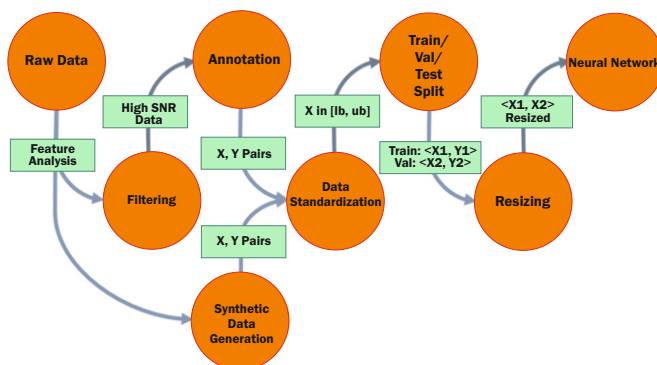 Raw Data
Feature
Analysis
Filtering
High SNR
Data
Annotation
X, Y Pairs
X, Y Pairs
Synthetic
Data
Generation
Data
Standardization
X in [lb, ub]
Train/
Val/
Test
Split
Train: <X1, Y1>
Val: <X2, Y2>
Resizing
<X1, X2>
Resized
Neural Network